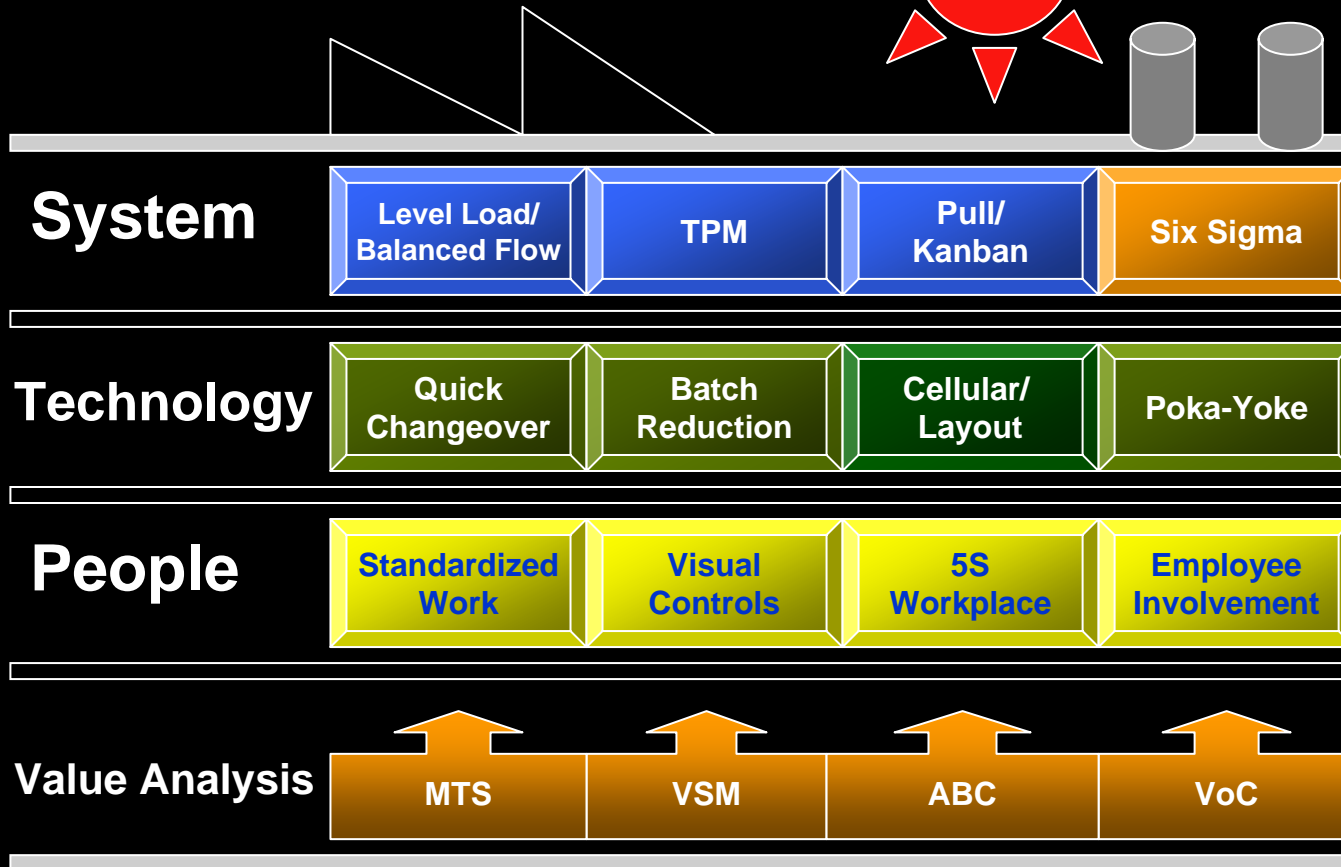 System
Level Load/
Balanced Flow
TPM
Pull/
Kanban
Six Sigma
Technology
Quick
Changeover
Batch
Reduction
Cellular/
Layout
Poka-Yoke
People
Standardized
Work
Visual
Controls
5S
Workplace
Employee
Involvement
Value Analysis
MTS
VSM
ABC
VoC